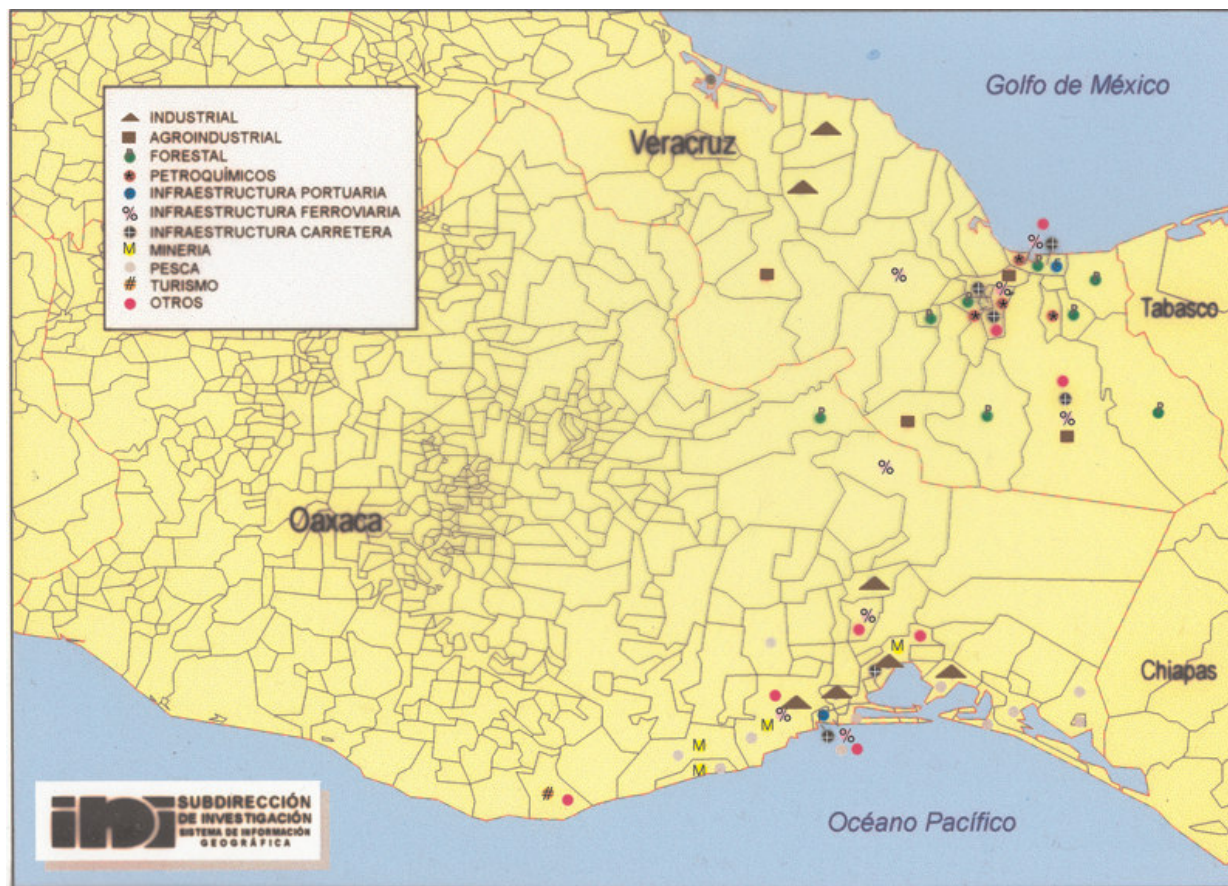 Golfo de México
INDUSTRIAL
AGROINDUSTRIAL
FORESTAL
PETROQUÍMICOS
INFRAESTRUCTURA PORTUARIA
INFRAESTRUCTURA FERROVIARIA
INFRAESTRUCTURA CARRETERA
M MINERIA
PESCA
# TURISMO
OTROS
Veracruz
Tabasco
Oaxaca
Chiapas
M
M
M
M
#
Océano Pacífico
ini
SUBDIRECCIÓN
DE INVESTIGACIÓN
SISTEMA DE INFORMACIÓN
GEOGRÁFICA